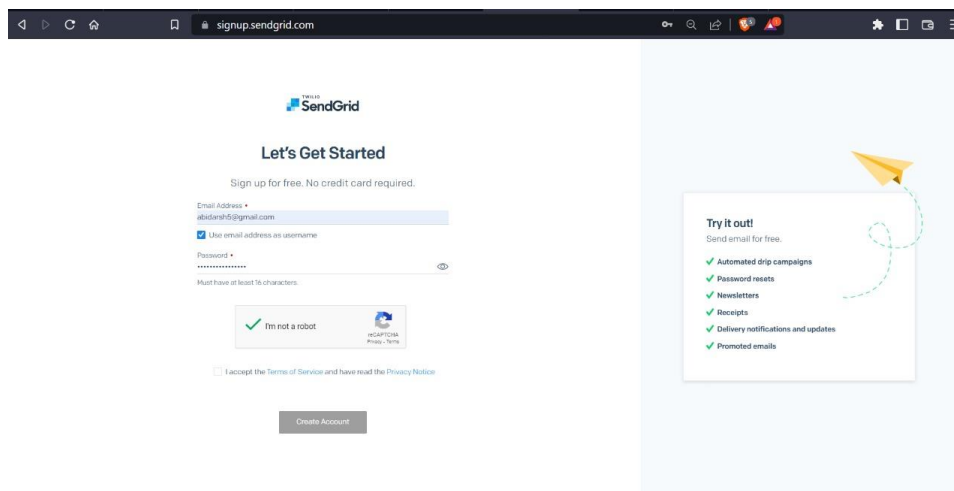 signup.sendgrid.com
TWILIO
SendGrid
Let's Get Started
Sign up for free. No credit card required.
Email Address •
abidarsh5@gmail.com
Use email address as username
Password •
••••••••••••••••
Must have at least 16 characters
I'm not a robot
reCAPTCHA
Privacy - Terms
I accept the Terms of Service and have read the Privacy Notice
Create Account
Try it out!
Send email for free.
Automated drip campaigns
Password resets
Newsletters
Receipts
Delivery notifications and updates
Promoted emails